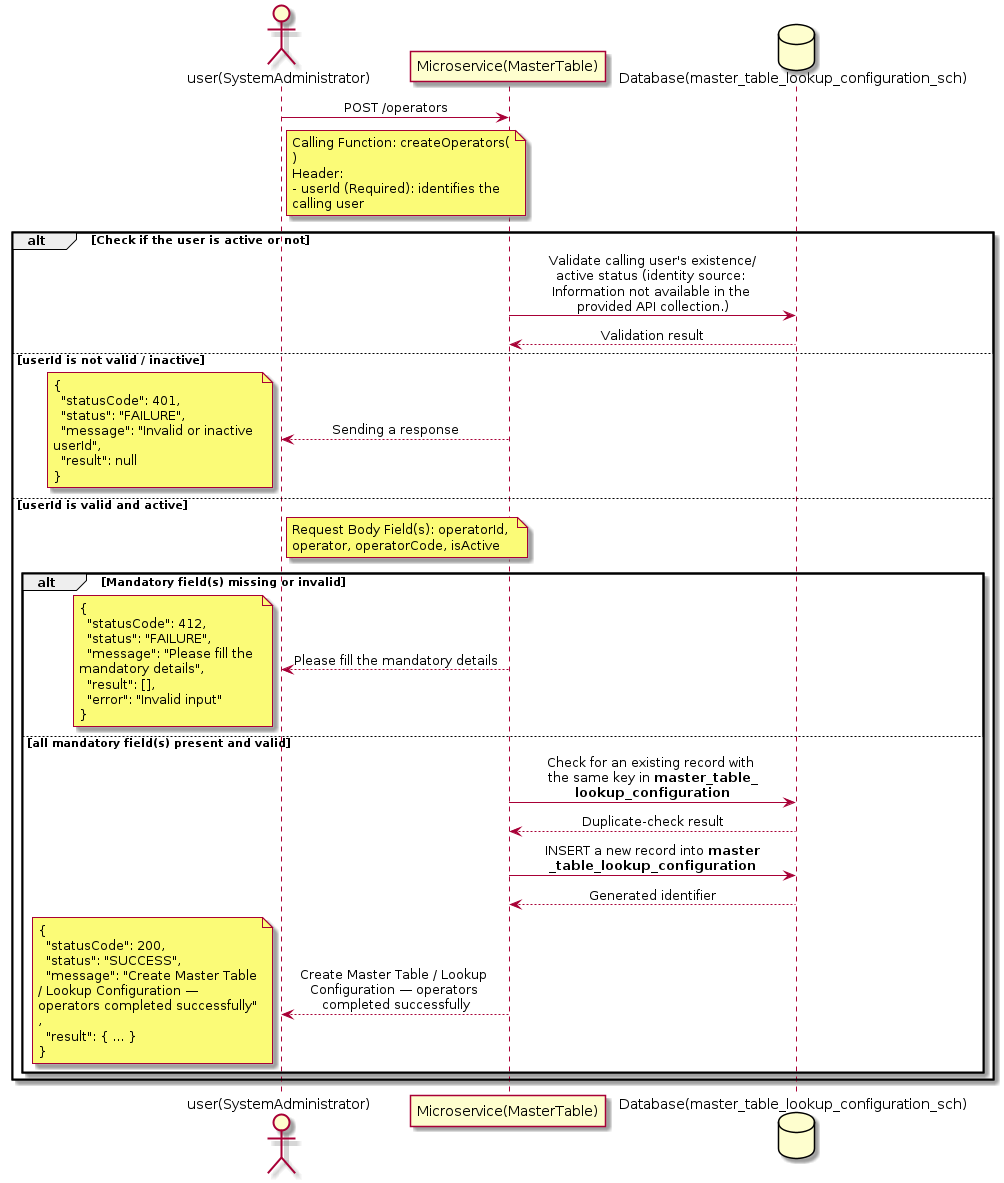 user(SystemAdministrator)
Microservice(MasterTable)
Database(master_table_lookup_configuration_sch)
POST /operators
Calling Function: createOperators(
)
Header:
- userId (Required): identifies the
calling user
alt
[Check if the user is active or not]
Validate calling user's existence/
active status (identity source:
Information not available in the
provided API collection.)
Validation result
[userId is not valid / inactive]
{
"statusCode": 401,
"status": "FAILURE",
"message": "Invalid or inactive
userId",
"result": null
}
Sending a response
[userId is valid and active]
Request Body Field(s): operatorId,
operator, operatorCode, isActive
alt
[Mandatory field(s) missing or invalid]
{
"statusCode": 412,
"status": "FAILURE",
"message": "Please fill the
mandatory details",
"result": [],
"error": "Invalid input"
}
Please fill the mandatory details
[all mandatory field(s) present and valid]
Check for an existing record with
the same key in master_table_
lookup_configuration
Duplicate-check result
INSERT a new record into master
_table_lookup_configuration
Generated identifier
{
"statusCode": 200,
"status": "SUCCESS",
"message": "Create Master Table
/ Lookup Configuration —
operators completed successfully"
,
"result": { ... }
}
Create Master Table / Lookup
Configuration — operators
completed successfully
user(SystemAdministrator)
Microservice(MasterTable)
Database(master_table_lookup_configuration_sch)